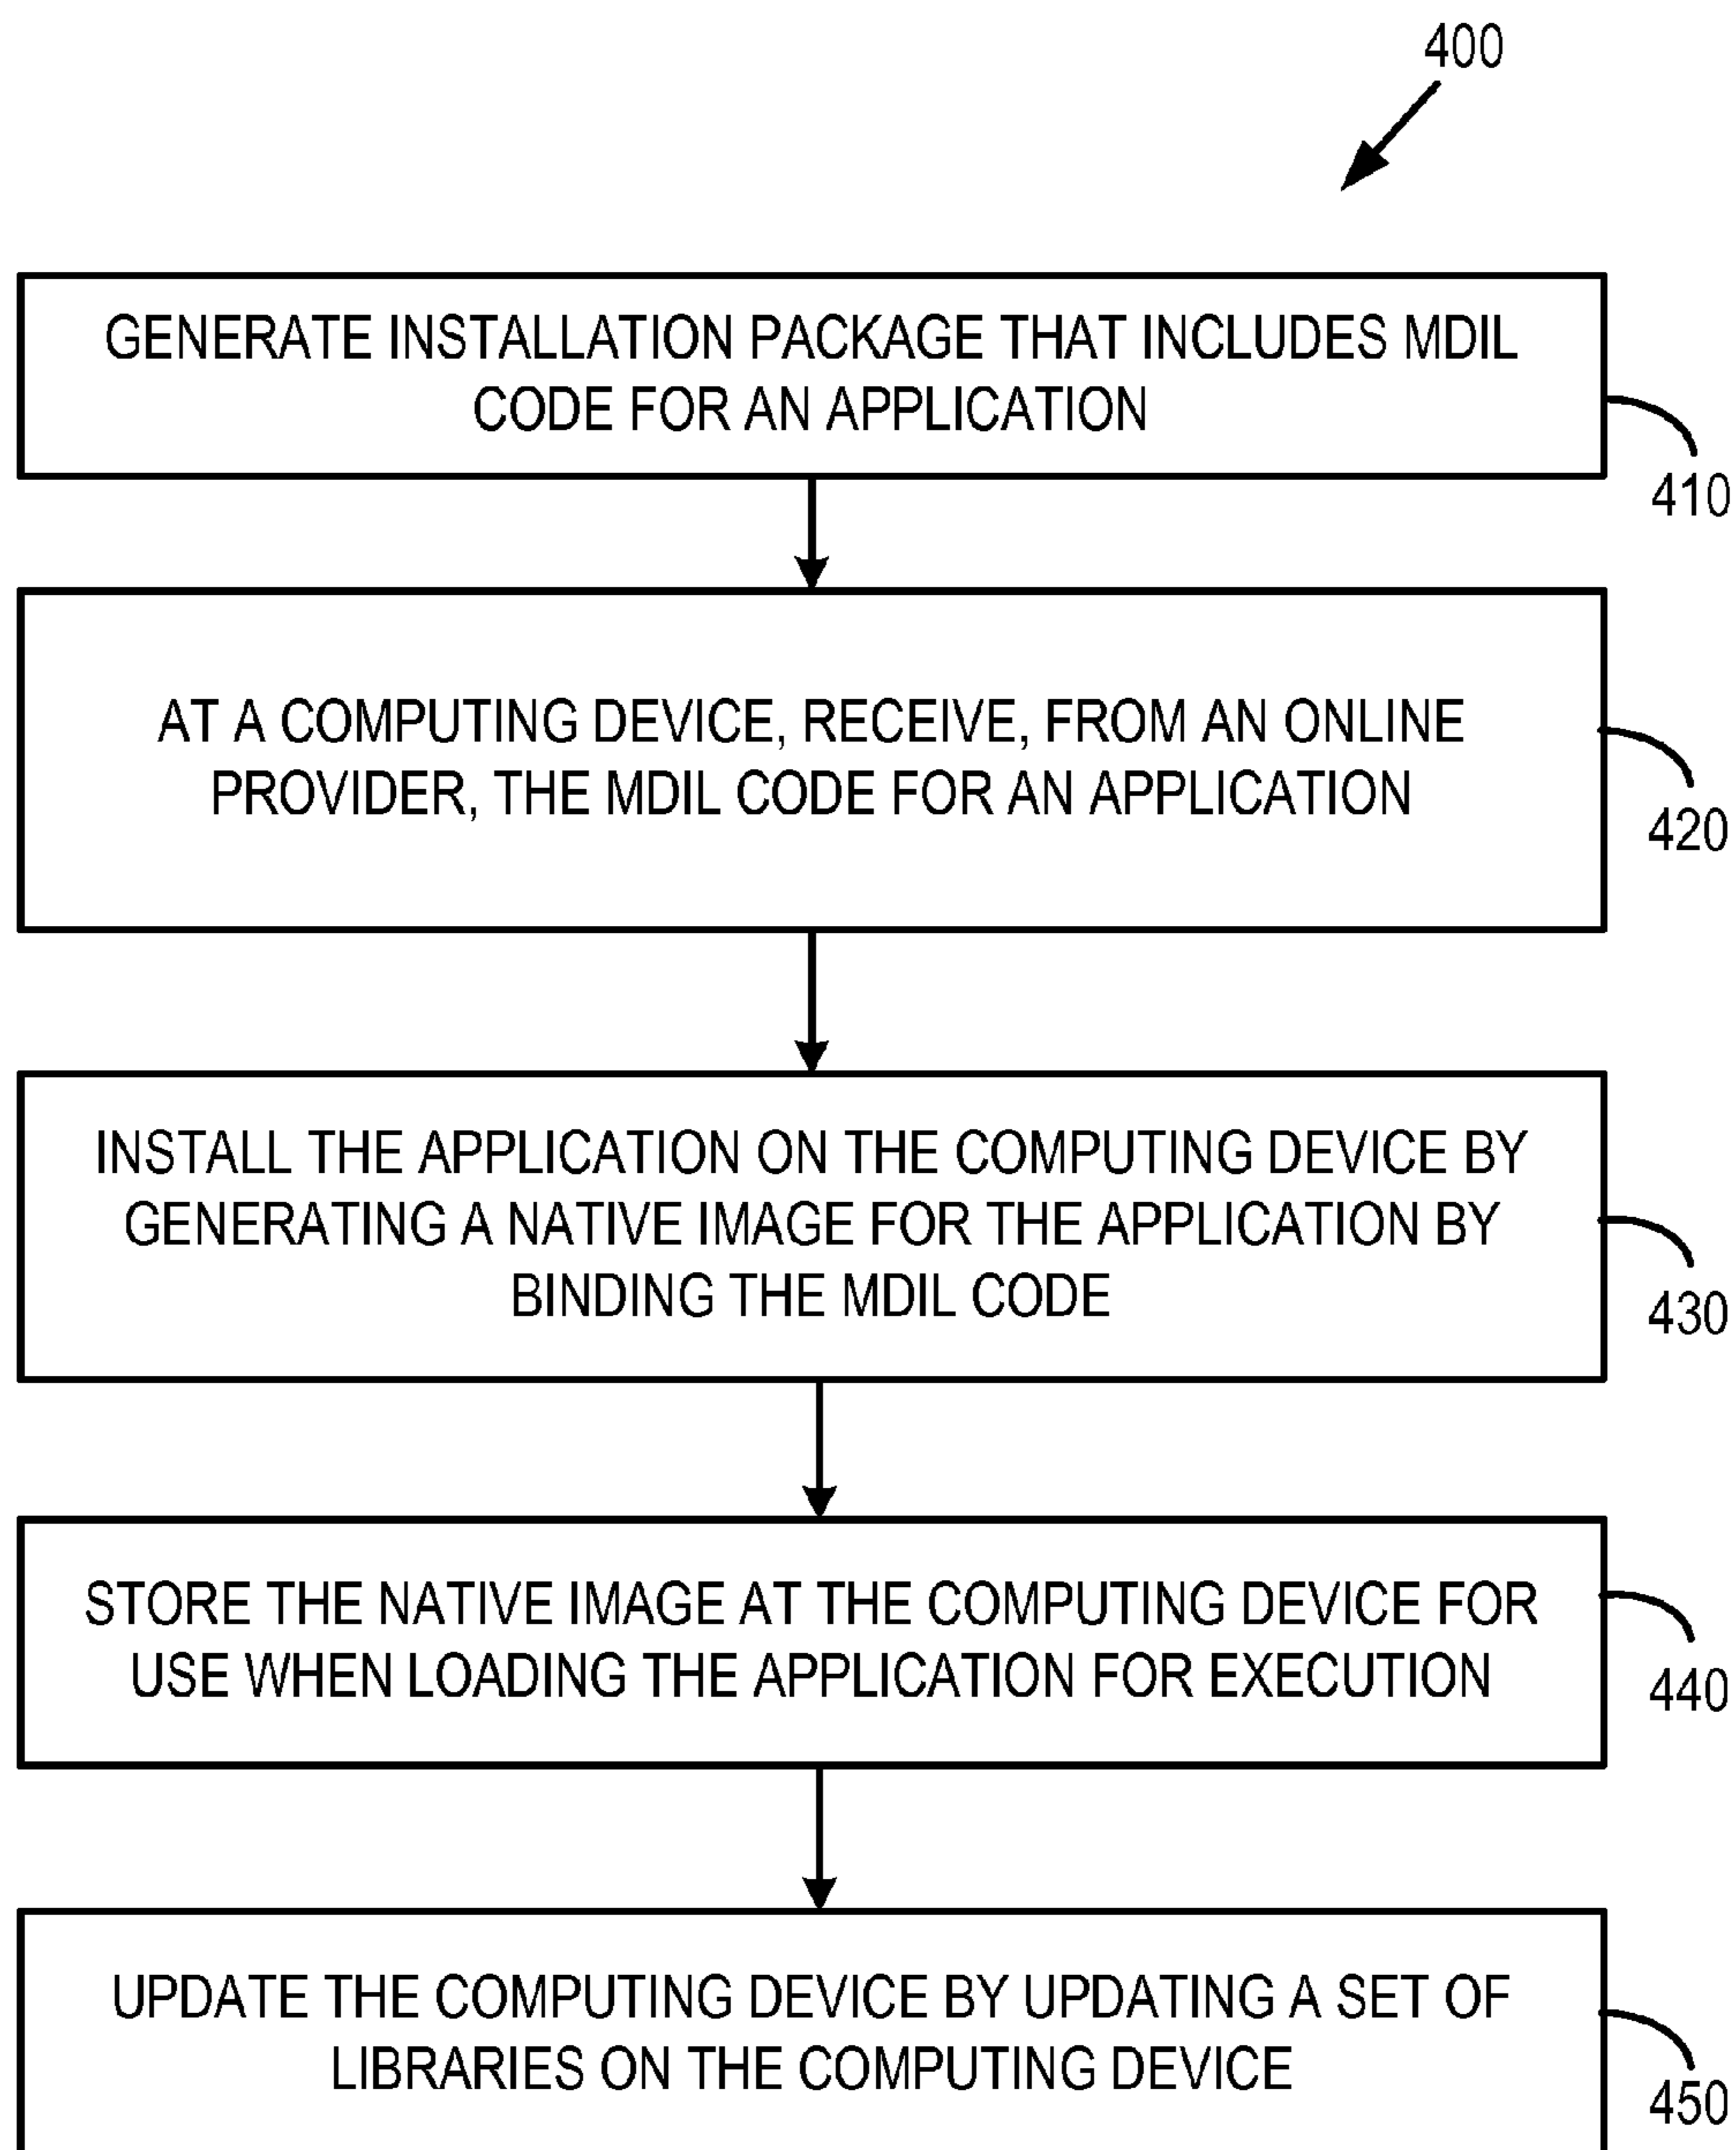 400
GENERATE INSTALLATION PACKAGE THAT INCLUDES MDIL
CODE FOR AN APPLICATION
410
AT A COMPUTING DEVICE, RECEIVE, FROM AN ONLINE
PROVIDER, THE MDIL CODE FOR AN APPLICATION
420
INSTALL THE APPLICATION ON THE COMPUTING DEVICE BY
GENERATING A NATIVE IMAGE FOR THE APPLICATION BY
BINDING THE MDIL CODE
430
STORE THE NATIVE IMAGE AT THE COMPUTING DEVICE FOR
USE WHEN LOADING THE APPLICATION FOR EXECUTION
440
UPDATE THE COMPUTING DEVICE BY UPDATING A SET OF
LIBRARIES ON THE COMPUTING DEVICE
450